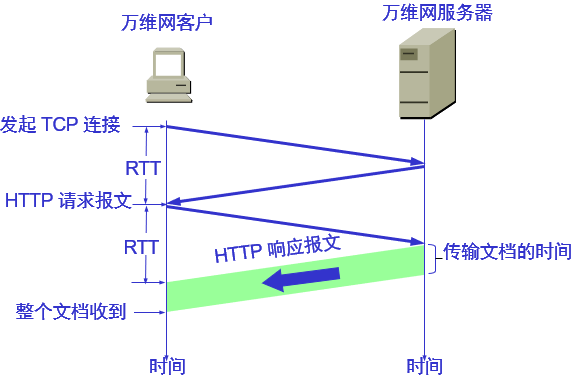 万维网客户
万维网服务器
发起 TCP 连接
RTT
HTTP 请求报文
RTT
HTTP 响应报文
传输文档的时间
整个文档收到
时间
时间